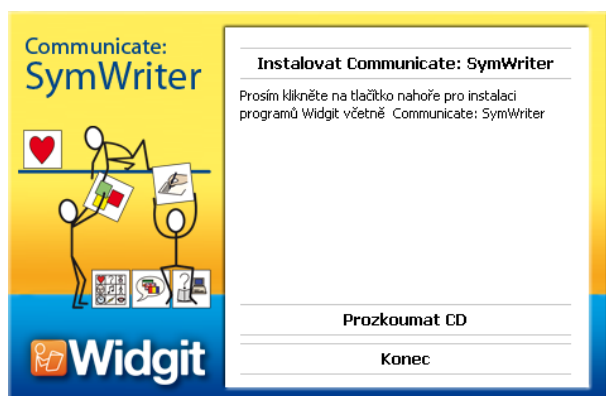 Communicate:
SymWriter
Instalovat Communicate: SymWriter
Prosím klikněte na tlačítko nahoře pro instalaci
programů Widgit včetně  Communicate: SymWriter
Prozkoumat CD
Konec
Widgit